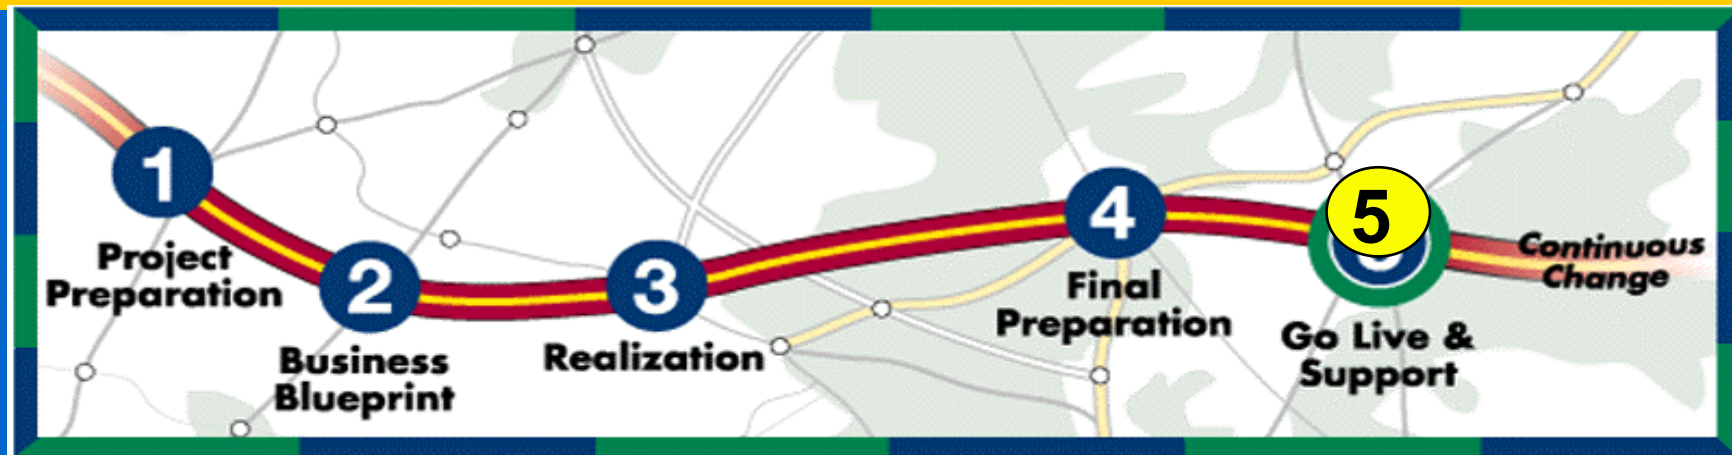 1
Project
Preparation
2
Business
Blueprint
3
Realization
4
Final
Preparation
5
Go Live &
Support
Continuous
Change